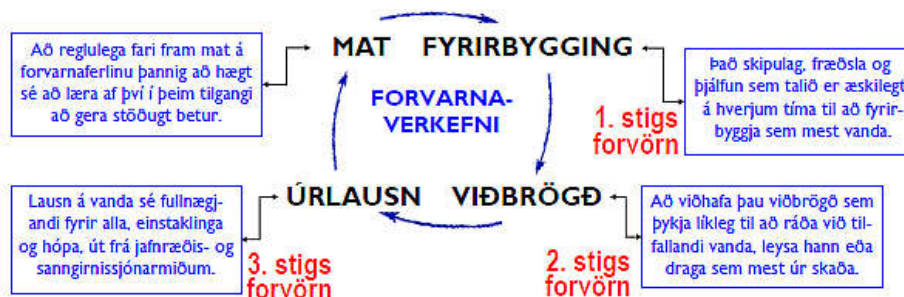 Að reglulega fari fram mat á
forvarnaferlinu þannig að hægt
sé að læra af því í þeim tilgangi
að gera stöðugt betur.
MAT FYRIRBYGGING
Það skipulag, fræðsla og
þjálfun sem talið er æskilegt
á hverjum tíma til að fyrir-
byggja sem mest vanda.
FORVARNA-
VERKEFNI
1. stigs
forvörn
Lausn á vanda sé fullnægj-
andi fyrir alla, einstaklinga
og hópa, út frá jafnræðis- og
sanngirnissjónarmiðum.
ÚRLAUSN VIÐBRÖGÐ
Að viðhafa þau viðbrögð sem
þykja líkleg til að ráða við til-
fallandi vanda, leysa hann eða
draga sem mest úr skaða.
3. stigs
forvörn
2. stigs
forvörn